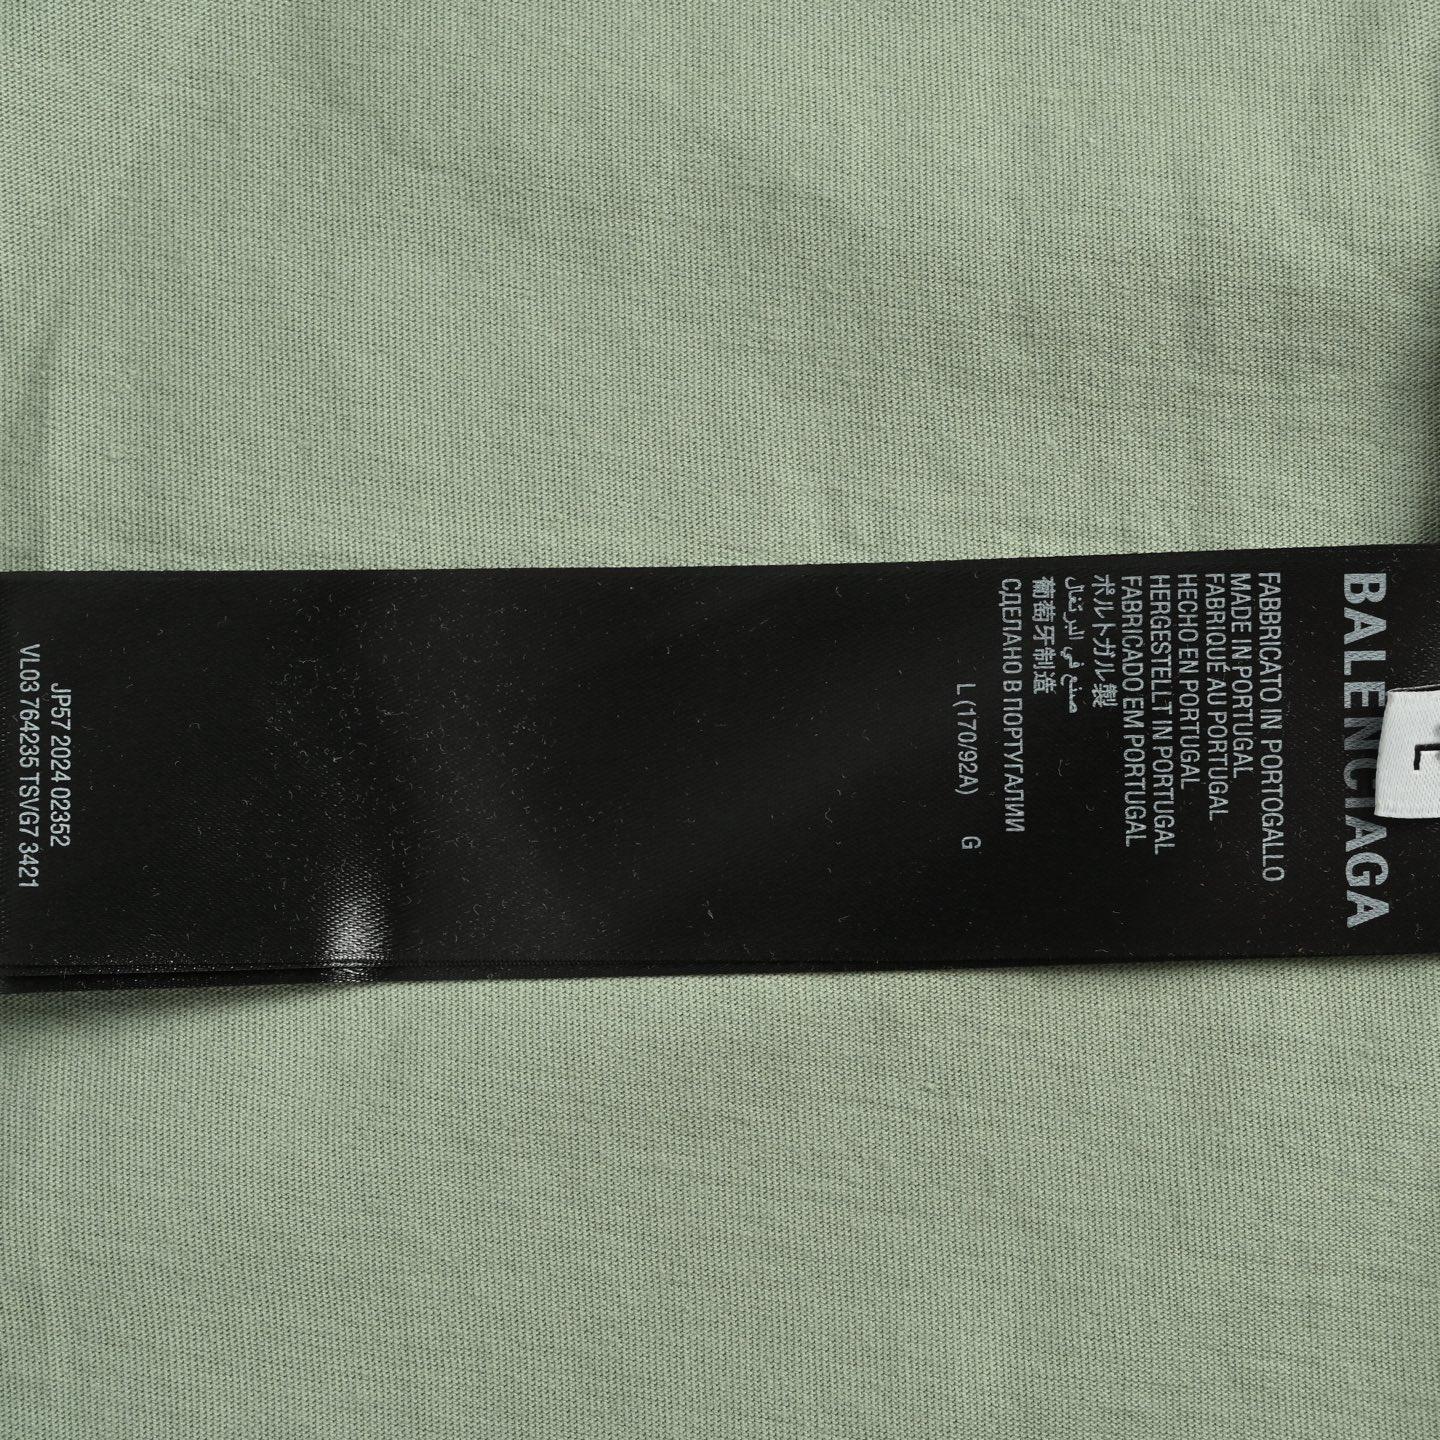 BALENCIAGA
L
FABBRICATO IN PORTOGALLO
MADE IN PORTUGAL
FABRIQUÉ AU PORTUGAL
HECHO EN PORTUGAL
HERGESTELLT IN PORTUGAL
FABRICADO EM PORTUGAL
ポルトガル製
صنع في البرتغال
葡萄牙制造
СДЕЛАНО В ПОРТУГАЛИИ
L (170/92A) G
JP57 2024 02352
VL03 764235 TSVG7 3421